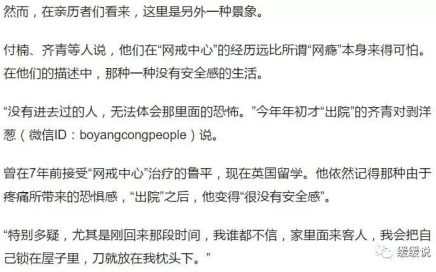 然而，在亲历者们看来，这里是另外一种景象。
付楠、齐青等人说，他们在“网戒中心”的经历远比所谓“网瘾”本身来得可怕。
在他们的描述中，那种一种没有安全感的生活。
“没有进去过的人，无法体会那里面的恐怖。”今年年初才“出院”的齐青对剥洋
葱（微信ID：boyangcongpeople）说。
曾在7年前接受“网戒中心”治疗的鲁平，现在英国留学。他依然记得那种由于
疼痛所带来的恐惧感，“出院”之后，他变得“很没有安全感”。
“特别多疑，尤其是刚回来那段时间，我谁都不信，家里面来客人，我会把自
己锁在屋子里，刀就放在我枕头下。”
缓缓说